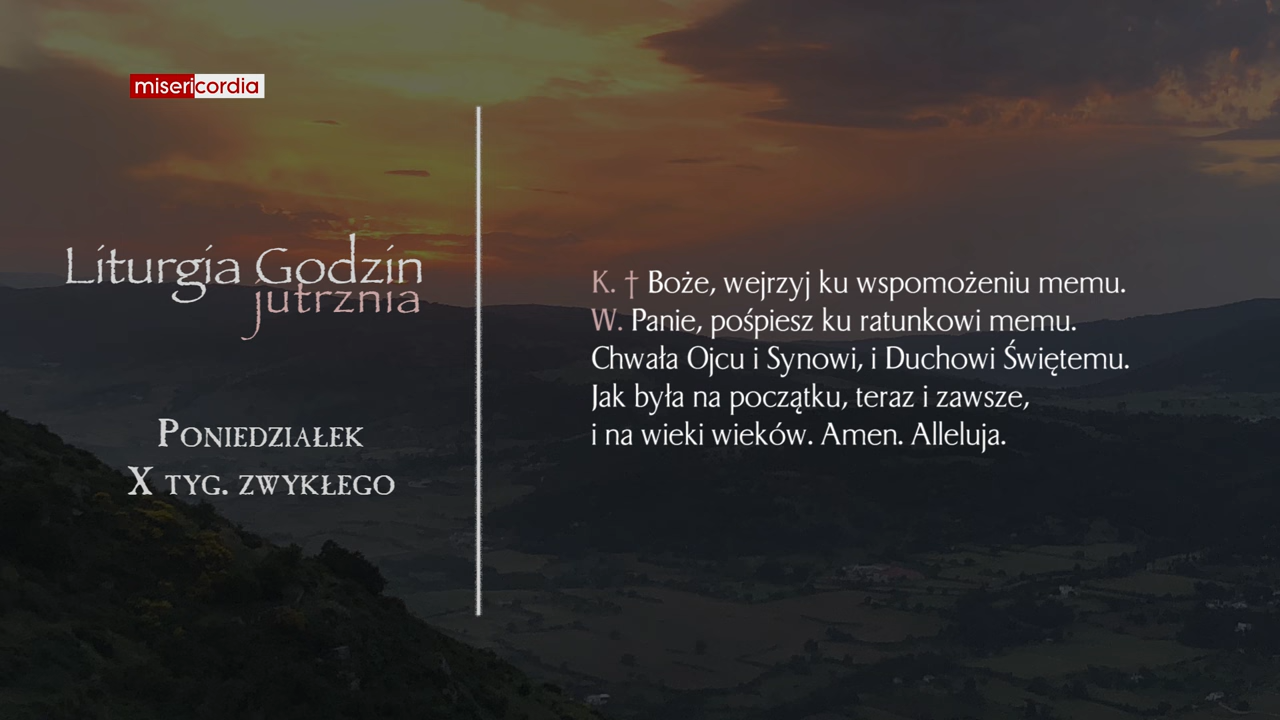 misericordia
Liturgia Godzin
jutrznia
Poniedziałek
X tyg. zwykłego
K. † Boże, wejrzyj ku wspomożeniu memu.
W. Panie, pośpiesz ku ratunkowi memu.
Chwała Ojcu i Synowi, i Duchowi Świętemu.
Jak była na początku, teraz i zawsze,
i na wieki wieków. Amen. Alleluja.